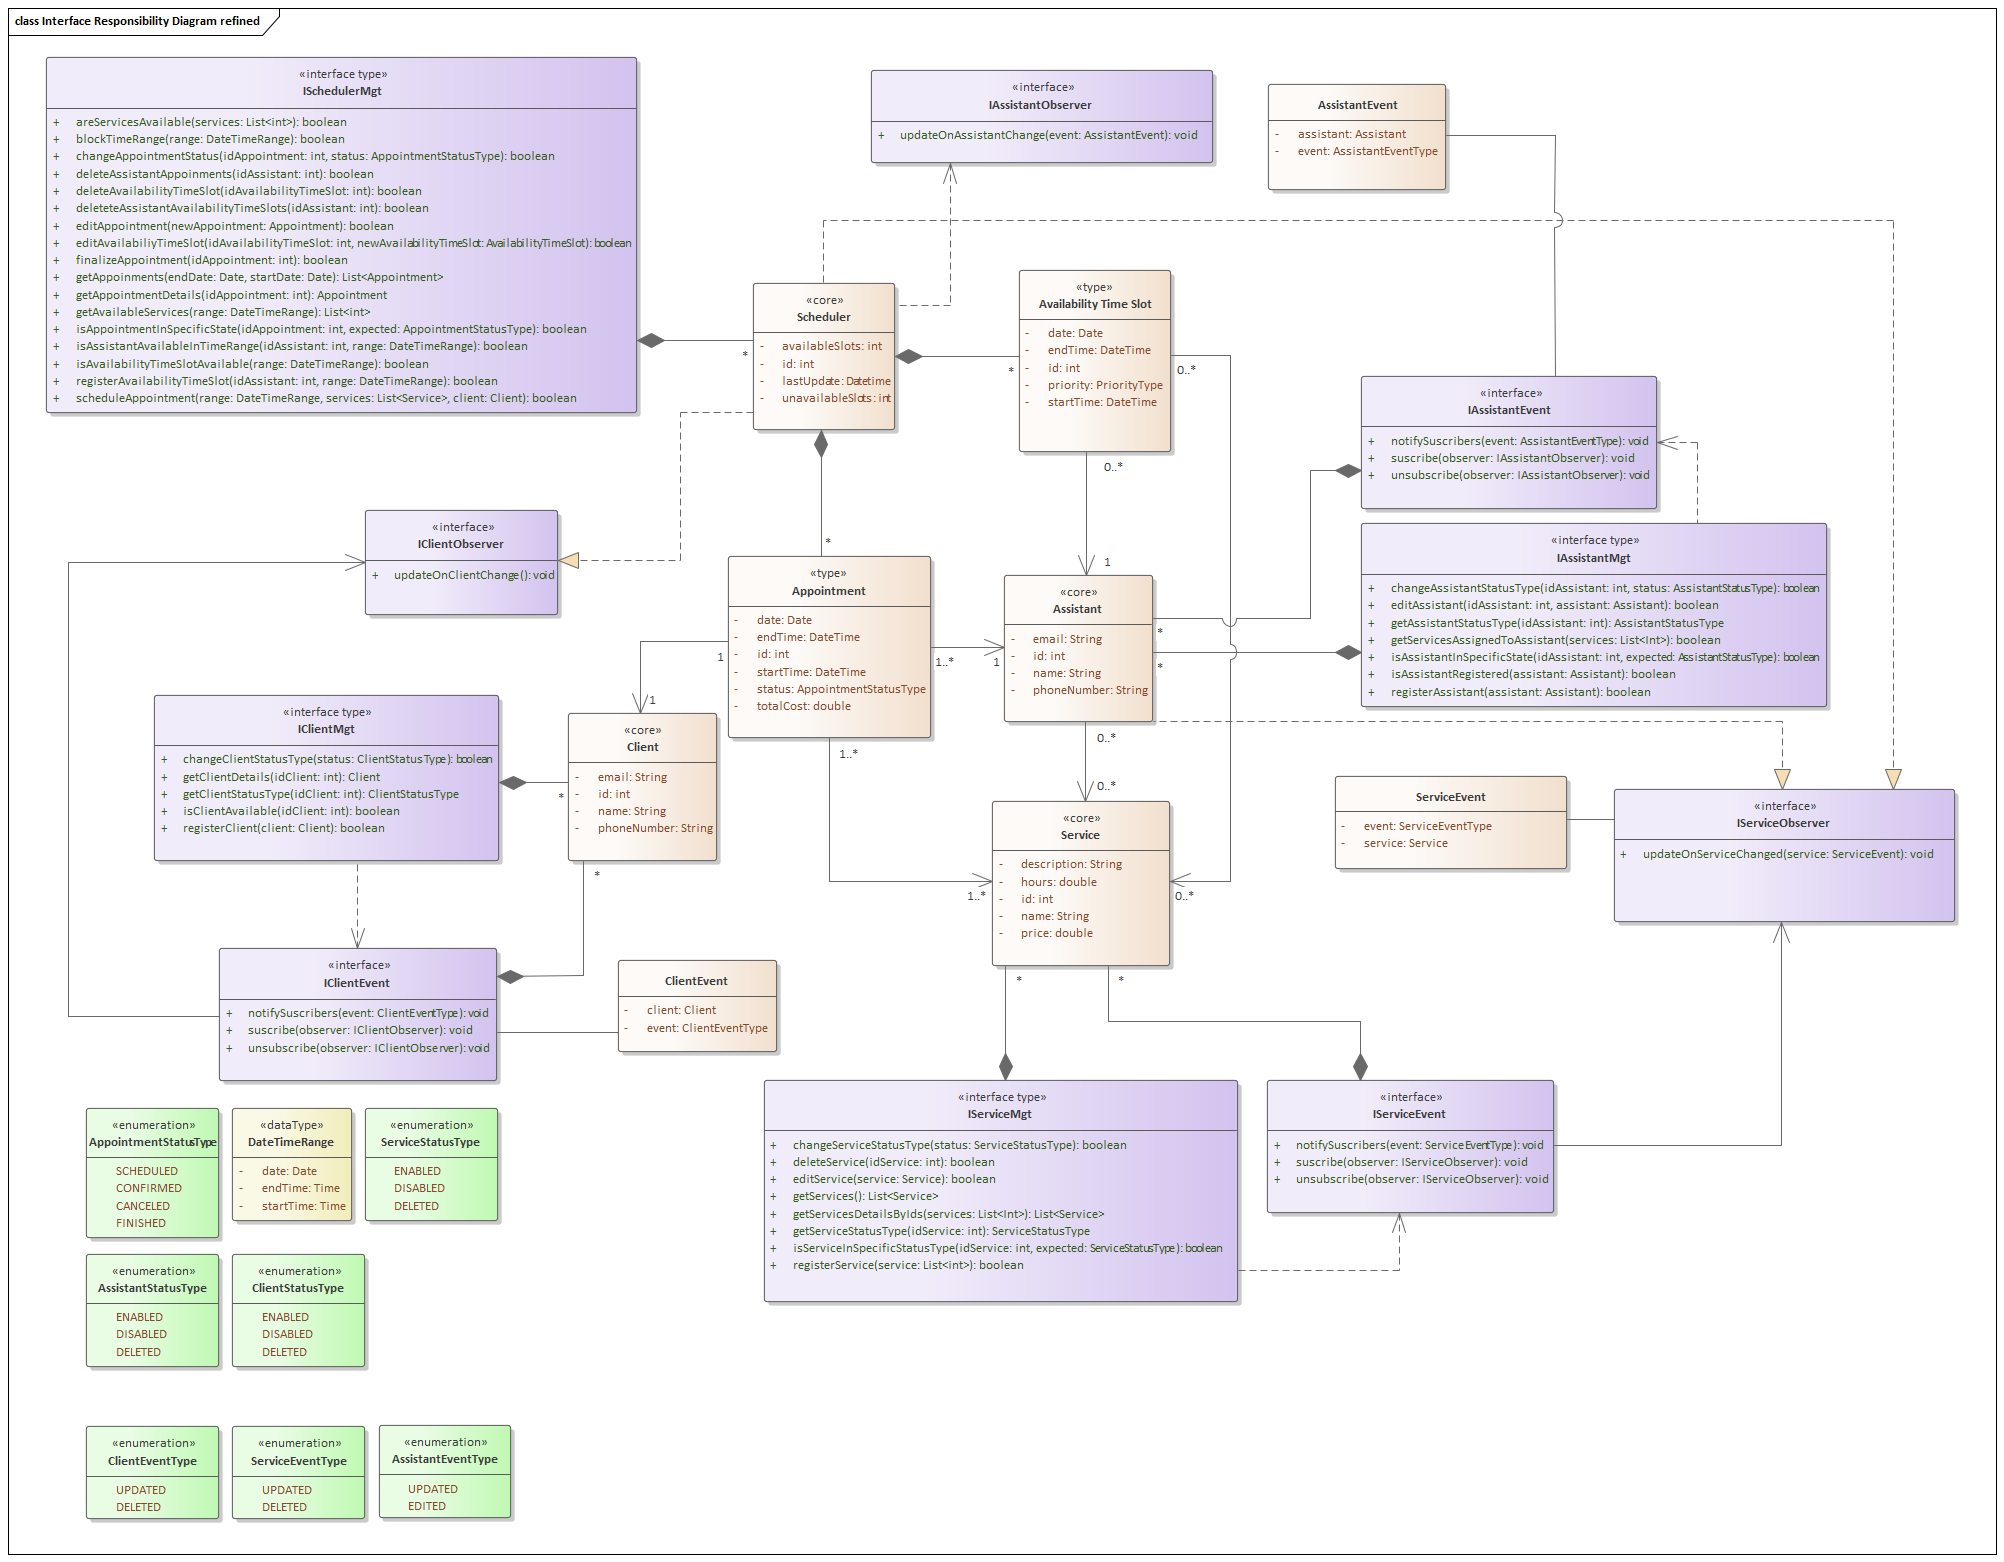 class Interface Responsibility Diagram refined
«interface type»
ISchedulerMgt
+ areServicesAvailable(services: List<int>): boolean
+ blockTimeRange(range: DateTimeRange): boolean
+ changeAppointmentStatus(idAppointment: int, status: AppointmentStatusType): boolean
+ deleteAssistantAppoinments(idAssistant: int): boolean
+ deleteAvailabilityTimeSlot(idAvailabilityTimeSlot: int): boolean
+ deleteteAssistantAvailabilityTimeSlots(idAssistant: int): boolean
+ editAppointment(newAppointment: Appointment): boolean
+ editAvailabiliyTimeSlot(idAvailabilityTimeSlot: int, newAvailabilityTimeSlot: AvailabilityTimeSlot): boolean
+ finalizeAppointment(idAppointment: int): boolean
+ getAppoinments(endDate: Date, startDate: Date): List<Appointment>
+ getAppointmentDetails(idAppointment: int): Appointment
+ getAvailableServices(range: DateTimeRange): List<int>
+ isAppointmentInSpecificState(idAppointment: int, expected: AppointmentStatusType): boolean
+ isAssistantAvailableInTimeRange(idAssistant: int, range: DateTimeRange): boolean
+ isAvailabilityTimeSlotAvailable(range: DateTimeRange): boolean
+ registerAvailabilityTimeSlot(idAssistant: int, range: DateTimeRange): boolean
+ scheduleAppointment(range: DateTimeRange, services: List<Service>, client: Client): boolean
«interface»
IAssistantObserver
+ updateOnAssistantChange(event: AssistantEvent): void
AssistantEvent
- assistant: Assistant
- event: AssistantEventType
«core»
Scheduler
- availableSlots: int
- id: int
- lastUpdate: Datetime
- unavailableSlots: int
*
«type»
Availability Time Slot
- date: Date
- endTime: DateTime
- id: int
- priority: PriorityType
- startTime: DateTime
*
0..*
0..*
1
«interface»
IAssistantEvent
+ notifySuscribers(event: AssistantEventType): void
+ suscribe(observer: IAssistantObserver): void
+ unsubscribe(observer: IAssistantObserver): void
«interface»
IClientObserver
+ updateOnClientChange(): void
*
«type»
Appointment
- date: Date
- endTime: DateTime
- id: int
- startTime: DateTime
- status: AppointmentStatusType
- totalCost: double
1
1
1..*
1
1..*
«core»
Assistant
- email: String
- id: int
- name: String
- phoneNumber: String
*
*
0..*
0..*
«interface type»
IAssistantMgt
+ changeAssistantStatusType(idAssistant: int, status: AssistantStatusType): boolean
+ editAssistant(idAssistant: int, assistant: Assistant): boolean
+ getAssistantStatusType(idAssistant: int): AssistantStatusType
+ getServicesAssignedToAssistant(services: List<Int>): boolean
+ isAssistantInSpecificState(idAssistant: int, expected: AssistantStatusType): boolean
+ isAssistantRegistered(assistant: Assistant): boolean
+ registerAssistant(assistant: Assistant): boolean
«interface type»
IClientMgt
+ changeClientStatusType(status: ClientStatusType): boolean
+ getClientDetails(idClient: int): Client
+ getClientStatusType(idClient: int): ClientStatusType
+ isClientAvailable(idClient: int): boolean
+ registerClient(client: Client): boolean
«core»
Client
- email: String
- id: int
- name: String
- phoneNumber: String
*
*
«core»
Service
- description: String
- hours: double
- id: int
- name: String
- price: double
1..*
0..*
*
*
ServiceEvent
- event: ServiceEventType
- service: Service
«interface»
IServiceObserver
+ updateOnServiceChanged(service: ServiceEvent): void
«interface»
IClientEvent
+ notifySuscribers(event: ClientEventType): void
+ suscribe(observer: IClientObserver): void
+ unsubscribe(observer: IClientObserver): void
ClientEvent
- client: Client
- event: ClientEventType
«interface type»
IServiceMgt
+ changeServiceStatusType(status: ServiceStatusType): boolean
+ deleteService(idService: int): boolean
+ editService(service: Service): boolean
+ getServices(): List<Service>
+ getServicesDetailsByIds(services: List<Int>): List<Service>
+ getServiceStatusType(idService: int): ServiceStatusType
+ isServiceInSpecificStatusType(idService: int, expected: ServiceStatusType): boolean
+ registerService(service: List<int>): boolean
«interface»
IServiceEvent
+ notifySuscribers(event: ServiceEventType): void
+ suscribe(observer: IServiceObserver): void
+ unsubscribe(observer: IServiceObserver): void
«enumeration»
AppointmentStatusType
SCHEDULED
CONFIRMED
CANCELED
FINISHED
«dataType»
DateTimeRange
- date: Date
- endTime: Time
- startTime: Time
«enumeration»
ServiceStatusType
ENABLED
DISABLED
DELETED
«enumeration»
AssistantStatusType
ENABLED
DISABLED
DELETED
«enumeration»
ClientStatusType
ENABLED
DISABLED
DELETED
«enumeration»
ClientEventType
UPDATED
DELETED
«enumeration»
ServiceEventType
UPDATED
DELETED
«enumeration»
AssistantEventType
UPDATED
EDITED